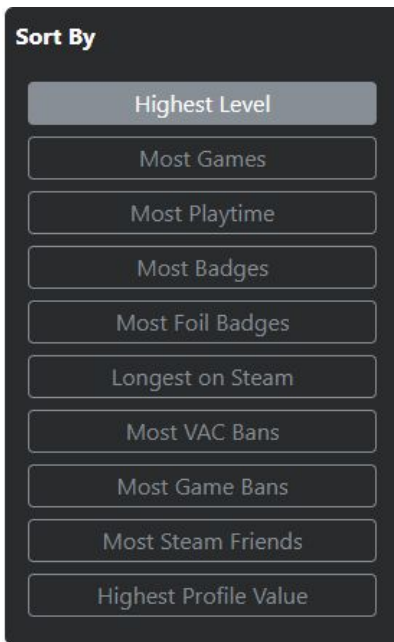 Sort By
Highest Level
Most Games
Most Playtime
Most Badges
Most Foil Badges
Longest on Steam
Most VAC Bans
Most Game Bans
Most Steam Friends
Highest Profile Value